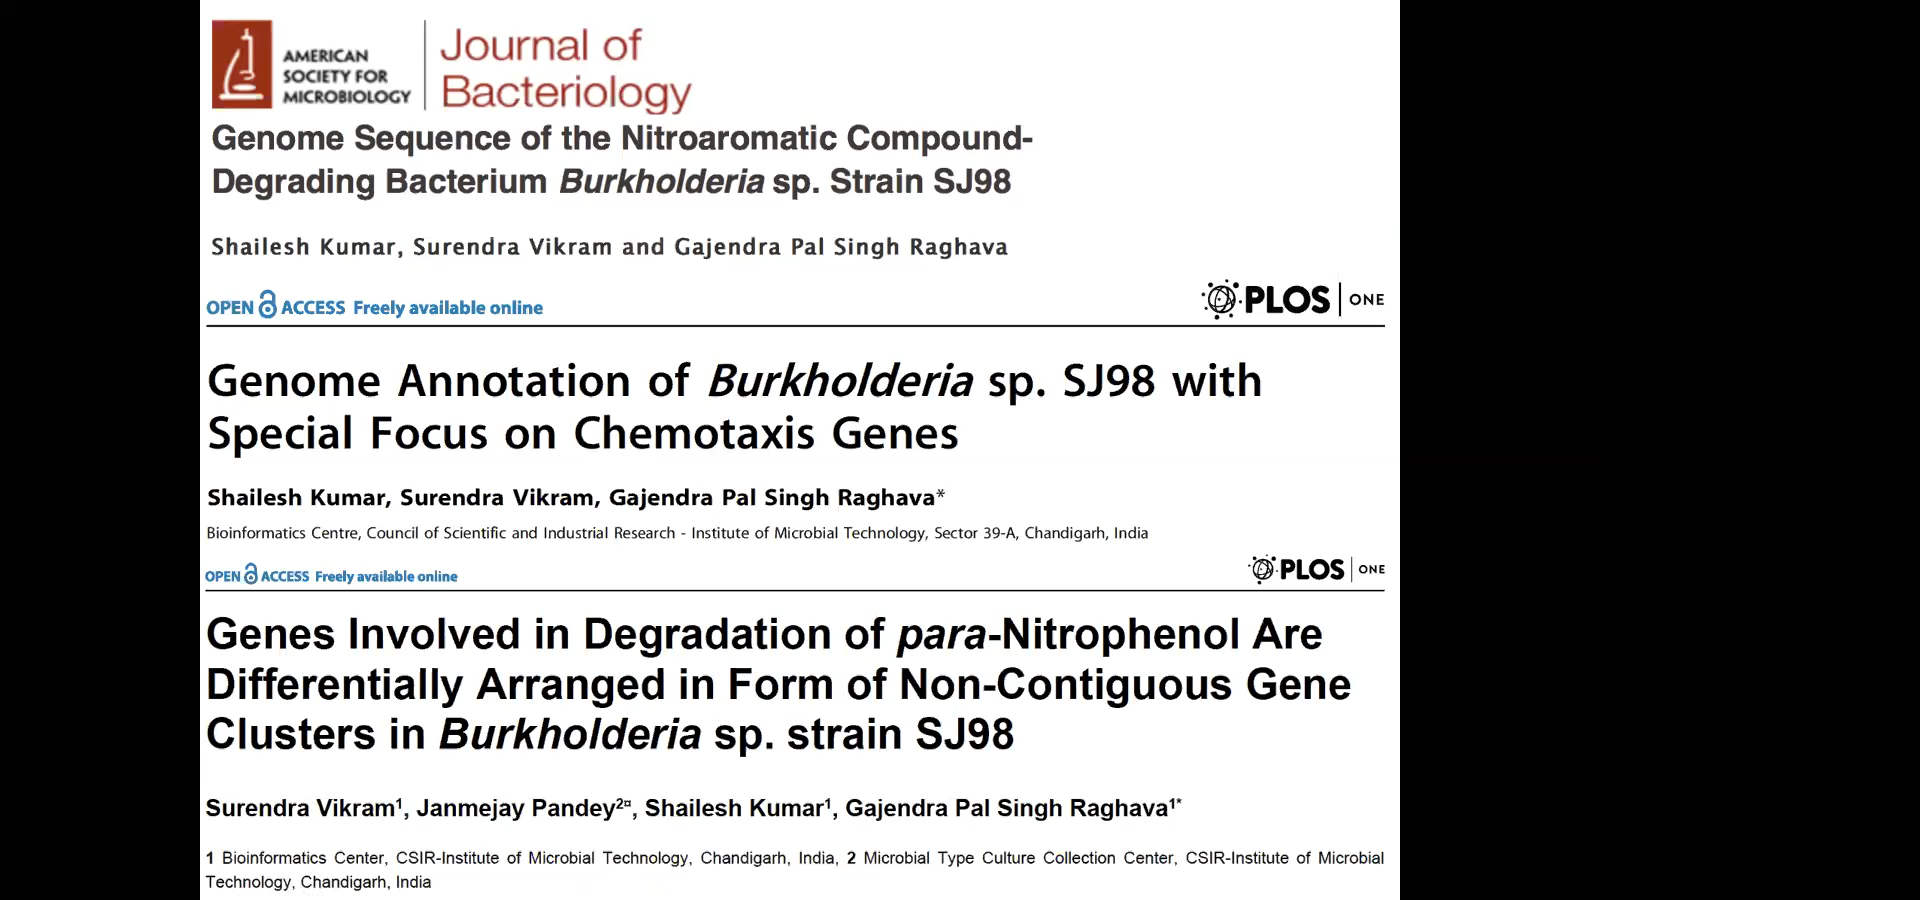 AMERICAN
SOCIETY FOR
MICROBIOLOGY
Journal of
Bacteriology
Genome Sequence of the Nitroaromatic Compound-
Degrading Bacterium Burkholderia sp. Strain SJ98
Shailesh Kumar, Surendra Vikram and Gajendra Pal Singh Raghava
OPEN ACCESS Freely available online
PLOS | ONE
Genome Annotation of Burkholderia sp. SJ98 with
Special Focus on Chemotaxis Genes
Shailesh Kumar, Surendra Vikram, Gajendra Pal Singh Raghava*
Bioinformatics Centre, Council of Scientific and Industrial Research - Institute of Microbial Technology, Sector 39-A, Chandigarh, India
OPEN ACCESS Freely available online
PLOS | ONE
Genes Involved in Degradation of para-Nitrophenol Are
Differentially Arranged in Form of Non-Contiguous Gene
Clusters in Burkholderia sp. strain SJ98
Surendra Vikram¹, Janmejay Pandey²¤, Shailesh Kumar¹, Gajendra Pal Singh Raghava¹*
1 Bioinformatics Center, CSIR-Institute of Microbial Technology, Chandigarh, India, 2 Microbial Type Culture Collection Center, CSIR-Institute of Microbial
Technology, Chandigarh, India